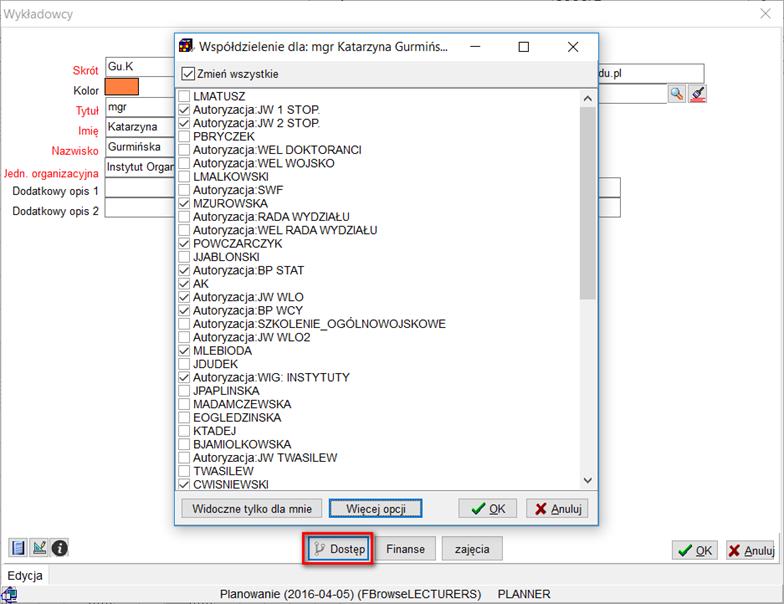 Wykładowcy
Skrót Gu.K
Kolor
Tytuł mgr
Imię Katarzyna
Nazwisko Gurmińska
Jedn. organizacyjna Instytut Organ
Dodatkowy opis 1
Dodatkowy opis 2
du.pl
Współdzielenie dla: mgr Katarzyna Gurmińs...
Zmień wszystkie
LMATUSZ
Autoryzacja:JW 1 STOP.
Autoryzacja:JW 2 STOP.
PBRYCZEK
Autoryzacja:WEL DOKTORANCI
Autoryzacja:WEL WOJSKO
LMALKOWSKI
Autoryzacja:SWF
MZUROWSKA
Autoryzacja:RADA WYDZIAŁU
Autoryzacja:WEL RADA WYDZIAŁU
POWCZARCZYK
JJABLONSKI
Autoryzacja:BP STAT
AK
Autoryzacja:JW WLO
Autoryzacja:BP WCY
Autoryzacja:SZKOLENIE_OGÓLNOWOJSKOWE
Autoryzacja:JW WLO2
MLEBIODA
JDUDEK
Autoryzacja:WIG: INSTYTUTY
JPAPLINSKA
MADAMCZEWSKA
EOGLEDZINSKA
KTADEJ
BJAMIOLKOWSKA
Autoryzacja:JW TWASILEW
TWASILEW
CWISNIEWSKI
Widoczne tylko dla mnie Więcej opcji OK Anuluj
Dostęp Finanse zajęcia OK Anuluj
Edycja
Planowanie (2016-04-05) (FBrowseLECTURERS) PLANNER